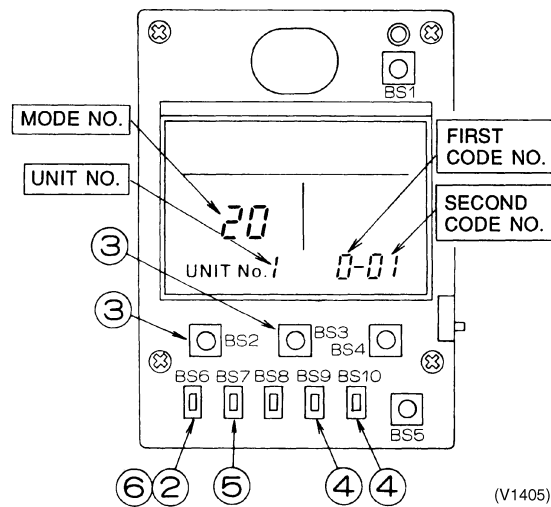 BS1
MODE NO.
FIRST
CODE NO.
UNIT NO.
SECOND
CODE NO.
20
UNIT No.1 0-01
③
③
BS2 BS3 BS4
BS6 BS7 BS8 BS9 BS10
BS5
⑥ ② ⑤ ④ ④
(V1405)